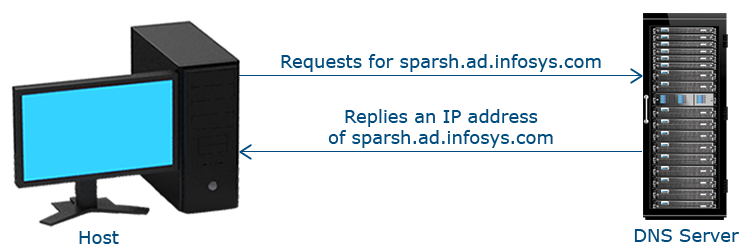 Requests for sparsh.ad.infosys.com
Replies an IP address
of sparsh.ad.infosys.com
Host
DNS Server